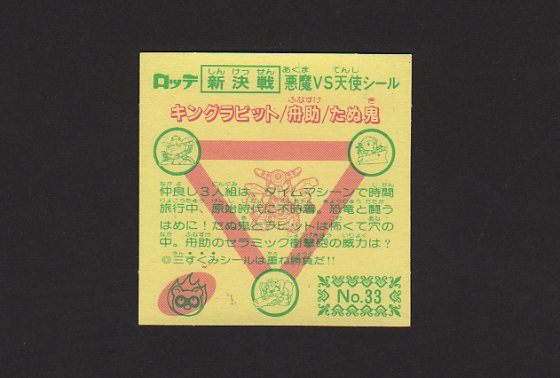 ロッテ 新決戦 悪魔VS天使シール
キングラビット/舟助/たぬ鬼
仲良し3人組は、タイムマシーンで時間
旅行中、原始時代に不時着。恐竜と闘う
はめに!たぬ鬼とラビットは怖くて穴の
中。舟助のセラミック衝撃砲の威力は?
◎三すくみシールは重ね勝負だ!!
No.33